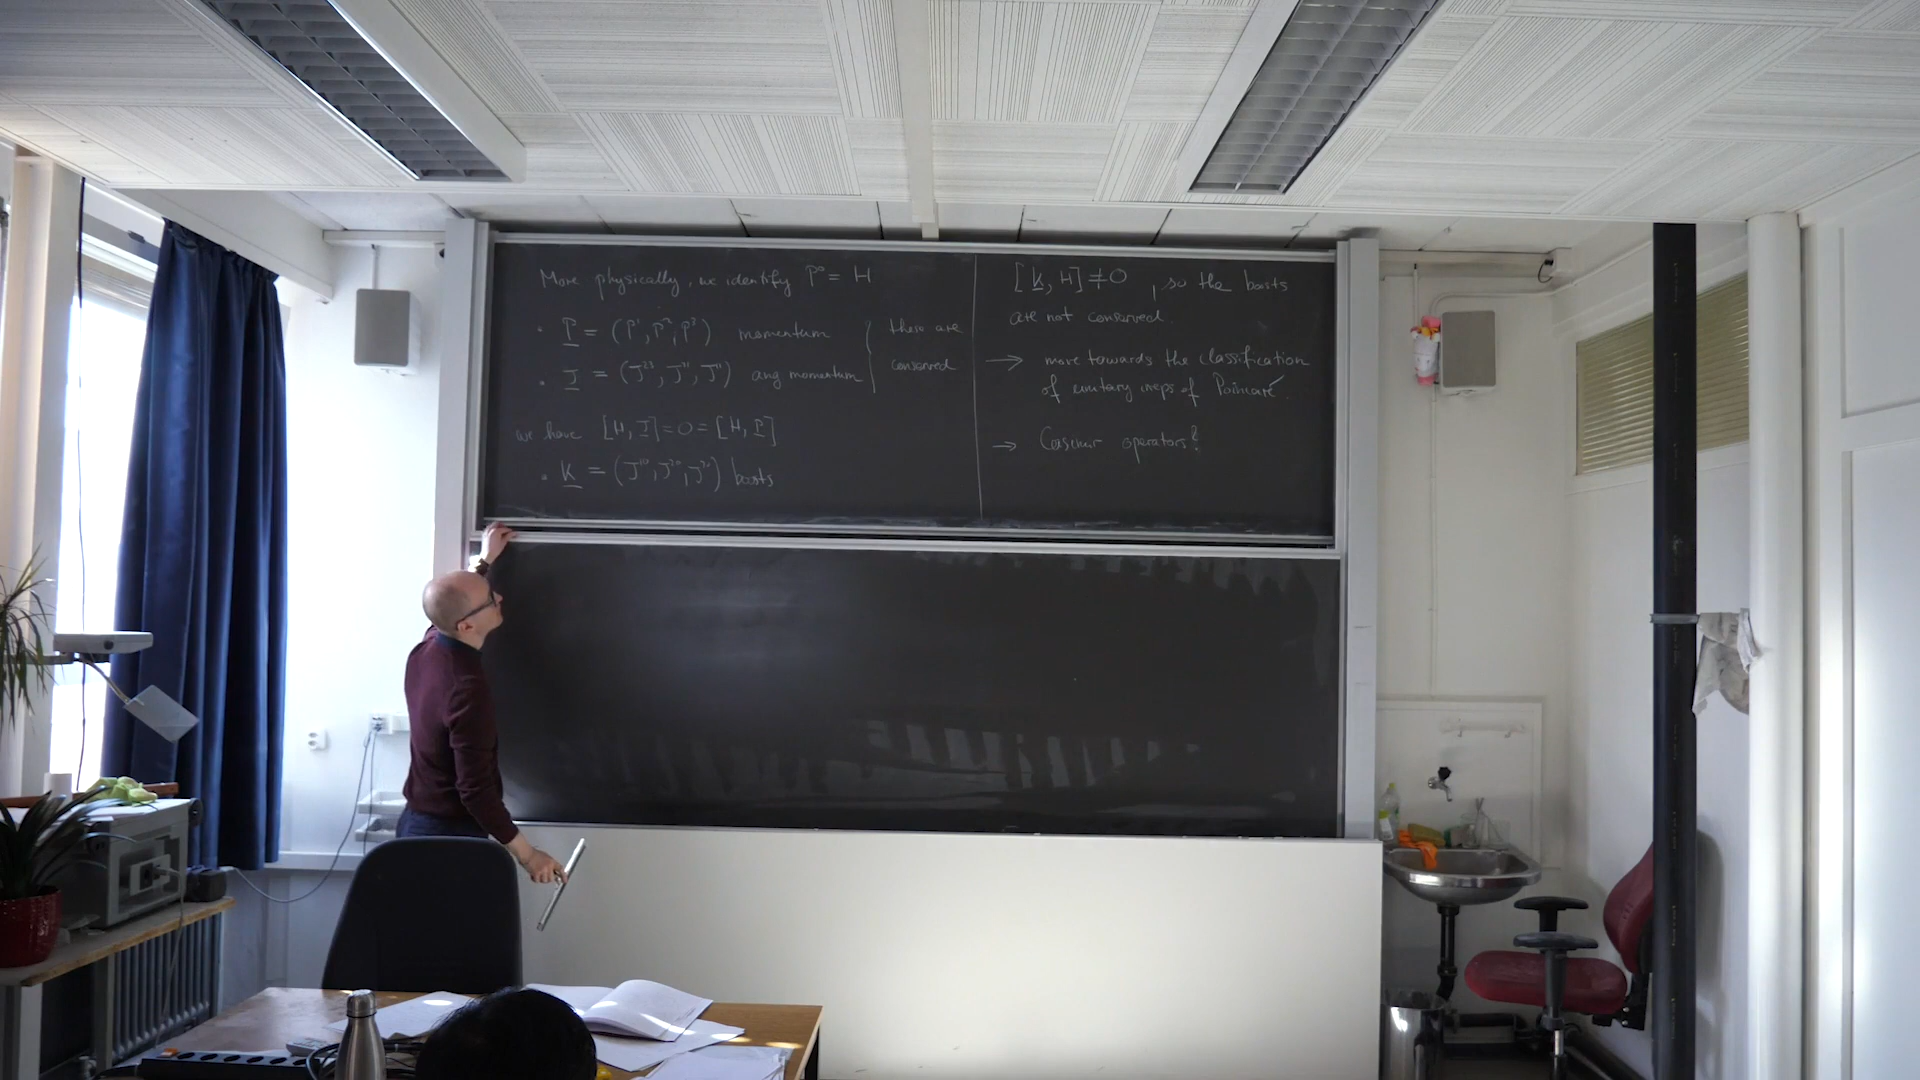 More physically, we identify P⁰ = H
• P = (P¹, P², P³) momentum
• J = (J²³, J³¹, J¹²) ang momentum
these are
conserved
we have [H, J] = 0 = [H, P]
• K = (J¹⁰, J²⁰, J³⁰) boosts
[K, H] ≠ 0, so the boosts
are not conserved.
→ move towards the classification
of unitary irreps of Poincaré.
→ Casimir operators?